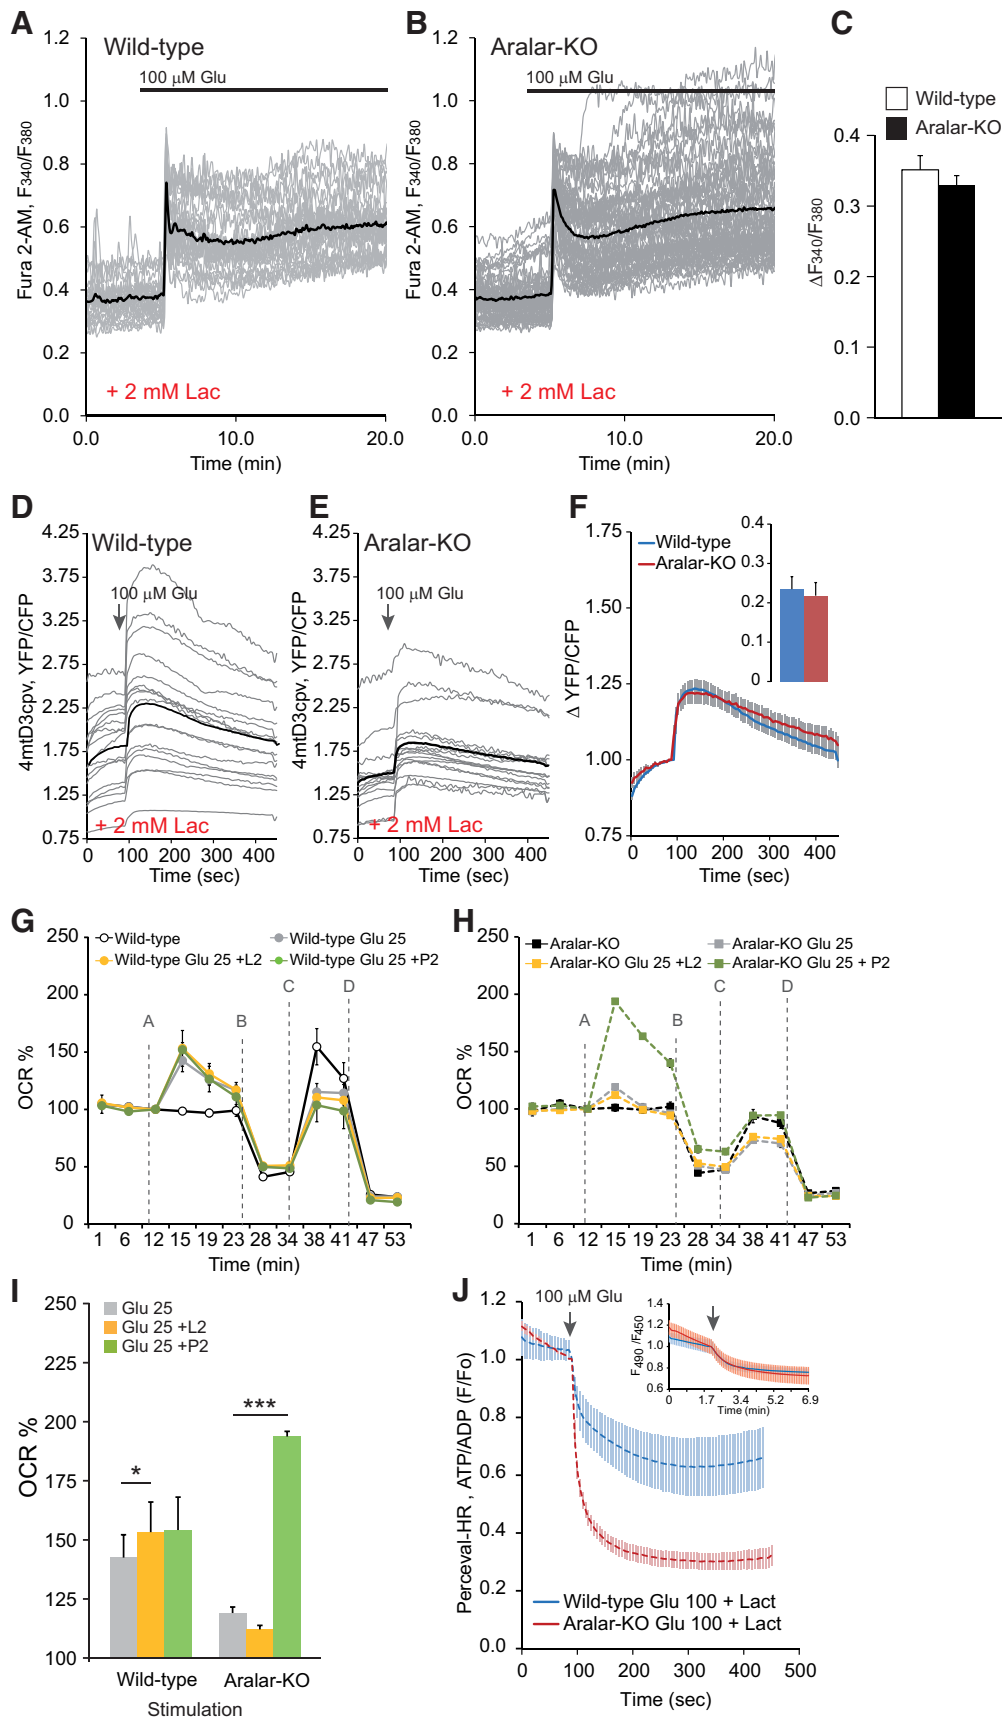 A
Wild-type
100 µM Glu
Fura 2-AM, F340/F380
1.2
1.0
0.8
0.6
0.4
0.2
0.0
+ 2 mM Lac
0.0
10.0
20.0
Time (min)
B
Aralar-KO
100 µM Glu
Fura 2-AM, F340/F380
1.2
1.0
0.8
0.6
0.4
0.2
0.0
+ 2 mM Lac
0.0
10.0
20.0
Time (min)
C
Wild-type
Aralar-KO
ΔF340/F380
0.4
0.3
0.2
0.1
0.0
D
Wild-type
100 µM Glu
4mtD3cpv, YFP/CFP
4.25
3.75
3.25
2.75
2.25
1.75
1.25
0.75
+ 2 mM Lac
0
100
200
300
400
Time (sec)
E
Aralar-KO
100 µM Glu
4mtD3cpv, YFP/CFP
4.25
3.75
3.25
2.75
2.25
1.75
1.25
0.75
+ 2 mM Lac
0
100
200
300
400
Time (sec)
F
Wild-type
Aralar-KO
Δ YFP/CFP
1.75
1.50
1.25
1.00
0.75
0.4
0.3
0.2
0.1
0
0
100
200
300
400
Time (sec)
G
Wild-type
Wild-type Glu 25
Wild-type Glu 25 +L2
Wild-type Glu 25 +P2
OCR %
250
200
150
100
50
0
A
B
C
D
1 6 12 15 19 23 28 34 38 41 47 53
Time (min)
H
Aralar-KO
Aralar-KO Glu 25
Aralar-KO Glu 25 +L2
Aralar-KO Glu 25 + P2
OCR %
250
200
150
100
50
0
A
B
C
D
1 6 12 15 19 23 28 34 38 41 47 53
Time (min)
I
Glu 25
Glu 25 +L2
Glu 25 +P2
OCR %
250
225
200
175
150
125
100
*
***
Wild-type
Aralar-KO
Stimulation
J
100 µM Glu
Perceval-HR , ATP/ADP (F/Fo)
1.2
1.0
0.8
0.6
0.4
0.2
0.0
F490 /F450
1.4
1.2
1.0
0.8
0.6
0 1.7 3.4 5.2 6.9
Time (min)
Wild-type Glu 100 + Lact
Aralar-KO Glu 100 + Lact
0
100
200
300
400
500
Time (sec)